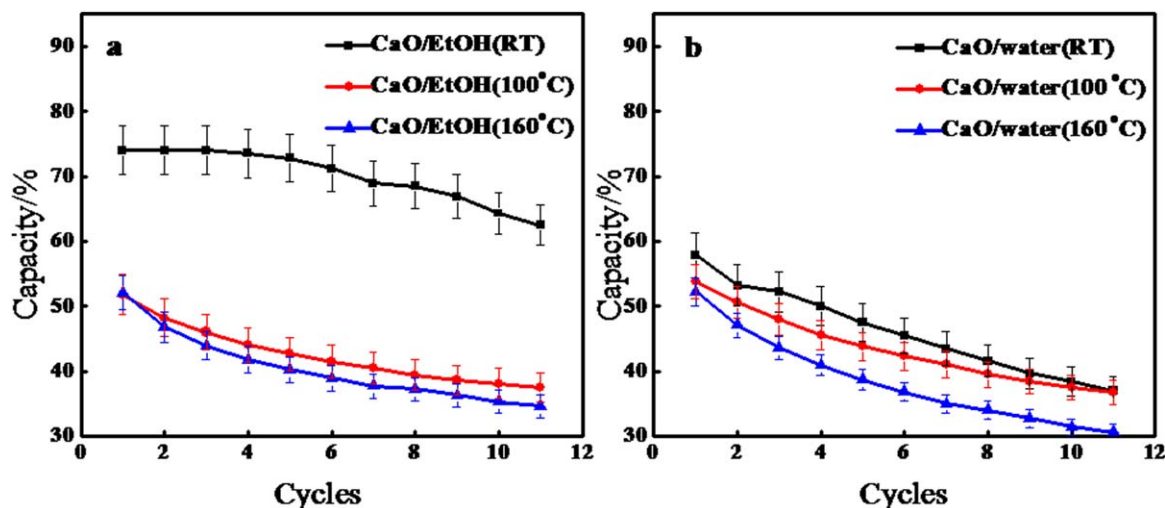 a
CaO/EtOH(RT)
CaO/EtOH(100°C)
CaO/EtOH(160°C)
Capacity/%
90
80
70
60
50
40
30
0 2 4 6 8 10 12
Cycles
b
CaO/water(RT)
CaO/water(100°C)
CaO/water(160°C)
Capacity/%
90
80
70
60
50
40
30
0 2 4 6 8 10 12
Cycles